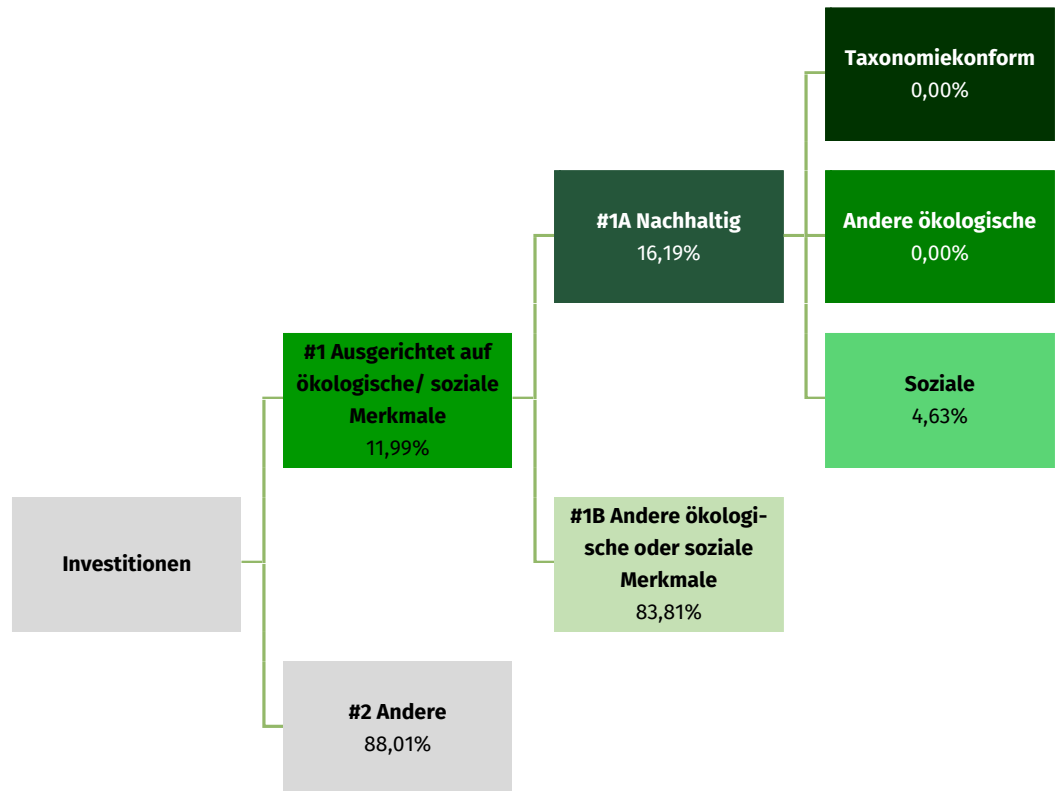 Taxonomiekonform
0,00%
#1A Nachhaltig
16,19%
Andere ökologische
0,00%
#1 Ausgerichtet auf
ökologische/ soziale
Merkmale
11,99%
Soziale
4,63%
Investitionen
#1B Andere ökologi-
sche oder soziale
Merkmale
83,81%
#2 Andere
88,01%